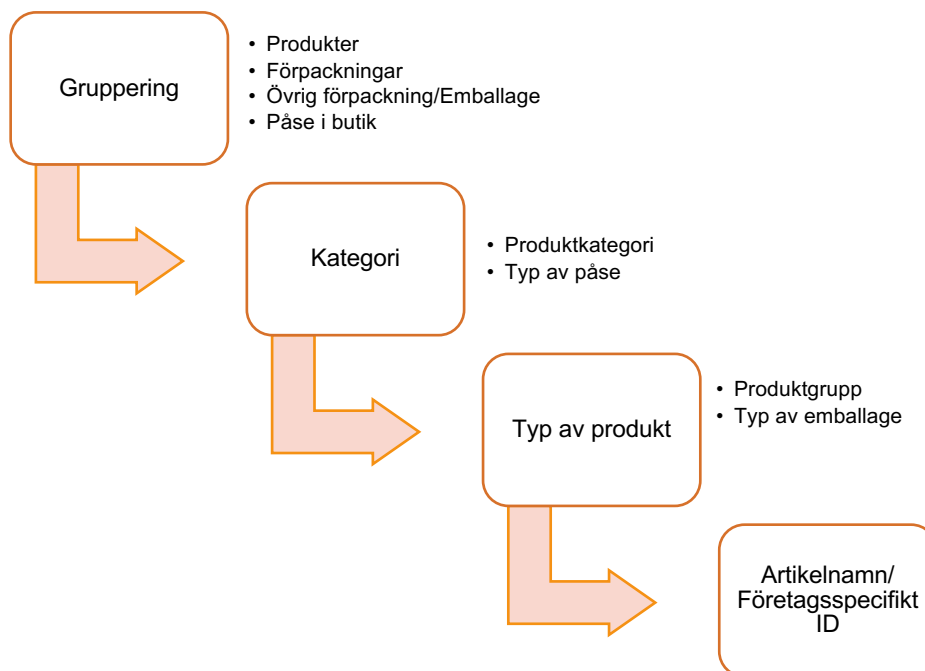 Gruppering
• Produkter
• Förpackningar
• Övrig förpackning/Emballage
• Påse i butik
Kategori
• Produktkategori
• Typ av påse
Typ av produkt
• Produktgrupp
• Typ av emballage
Artikelnamn/
Företagsspecifikt
ID